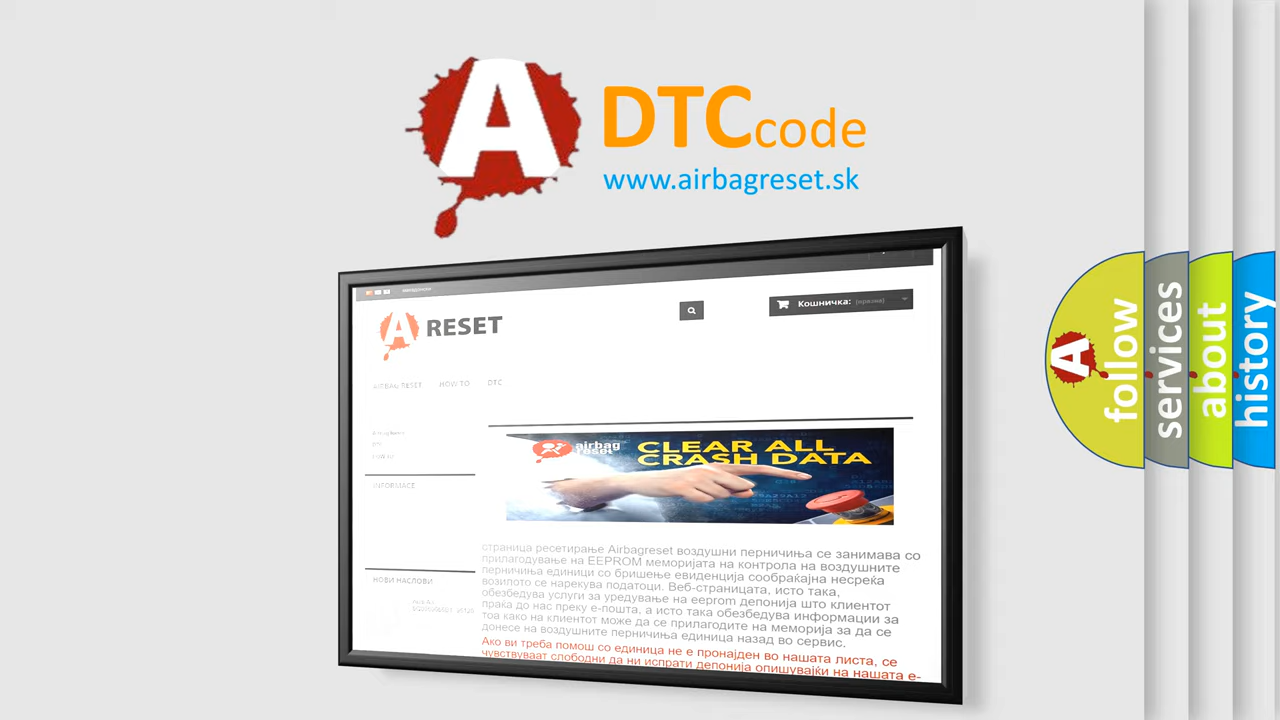 A
DTC code
www.airbagreset.sk
A RESET
Кошничка: (празна)
AIRBAG RESET HOW TO DTC
INFORMACE
НОВИ НАСЛОВИ
airbag
reset
CLEAR ALL
CRASH DATA
страница ресетирање Airbagreset воздушни перничиња се занимава со
прилагодување на EEPROM меморијата на контрола на воздушните
перничиња единици со бришење евиденција сообраќајна несреќа
возилото се нарекува податоци. Веб-страницата, исто така,
обезбедува услуги за уредување на eeprom депонија што клиентот
праќа до нас преку е-пошта, а исто така обезбедува информации за
тоа како на клиентот може да се прилагодите на меморија за да се
донесе на воздушните перничиња единица назад во сервис.
Ако ви треба помош со единица не е пронајден во нашата листа, се
чувствуваат слободни да ни испрати депонија опишувајќи на нашата е-
A
follow
services
about
history